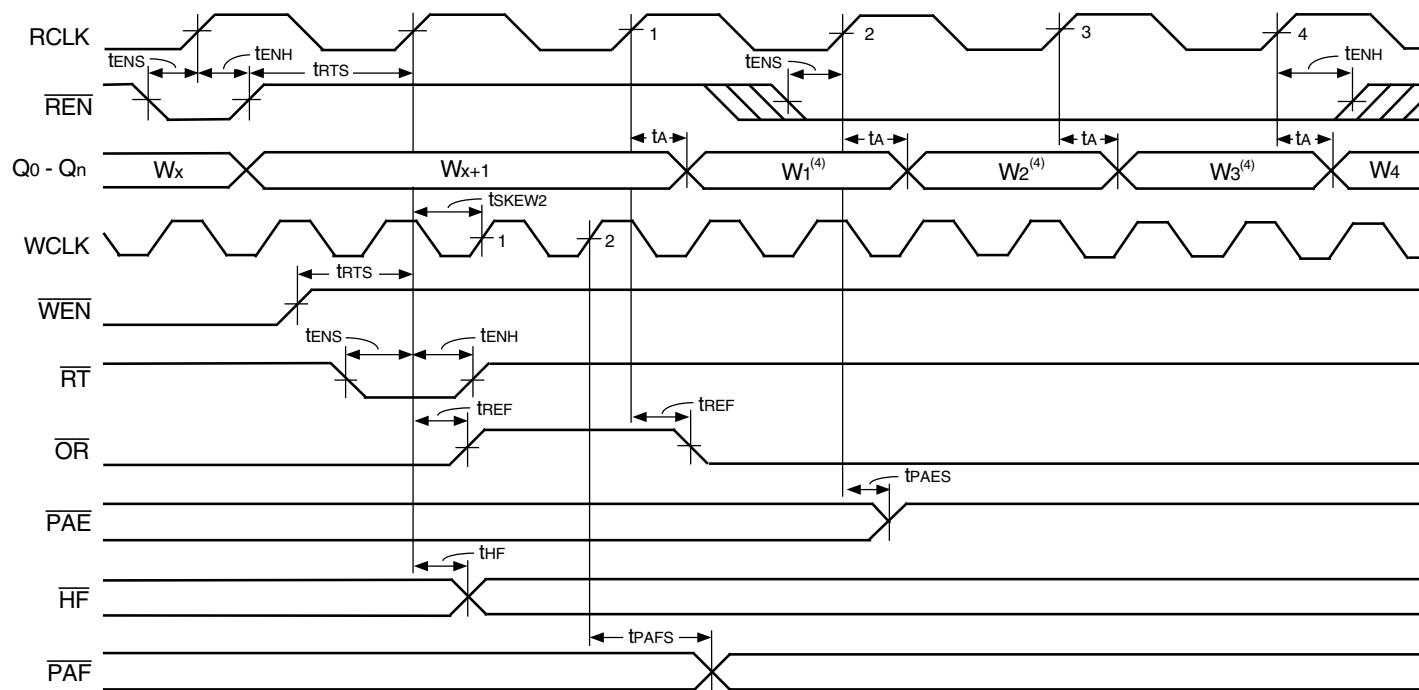 RCLK 1 2 3 4
tENS tENH tRTS tENS tENH
REN
tA tA tA tA
Q0 - Qn Wx Wx+1 W1(4) W2(4) W3(4) W4
tSKEW2
WCLK 1 2
tRTS
WEN
tENS tENH
RT
tREF tREF
OR
tPAES
PAE
tHF
HF
tPAFS
PAF